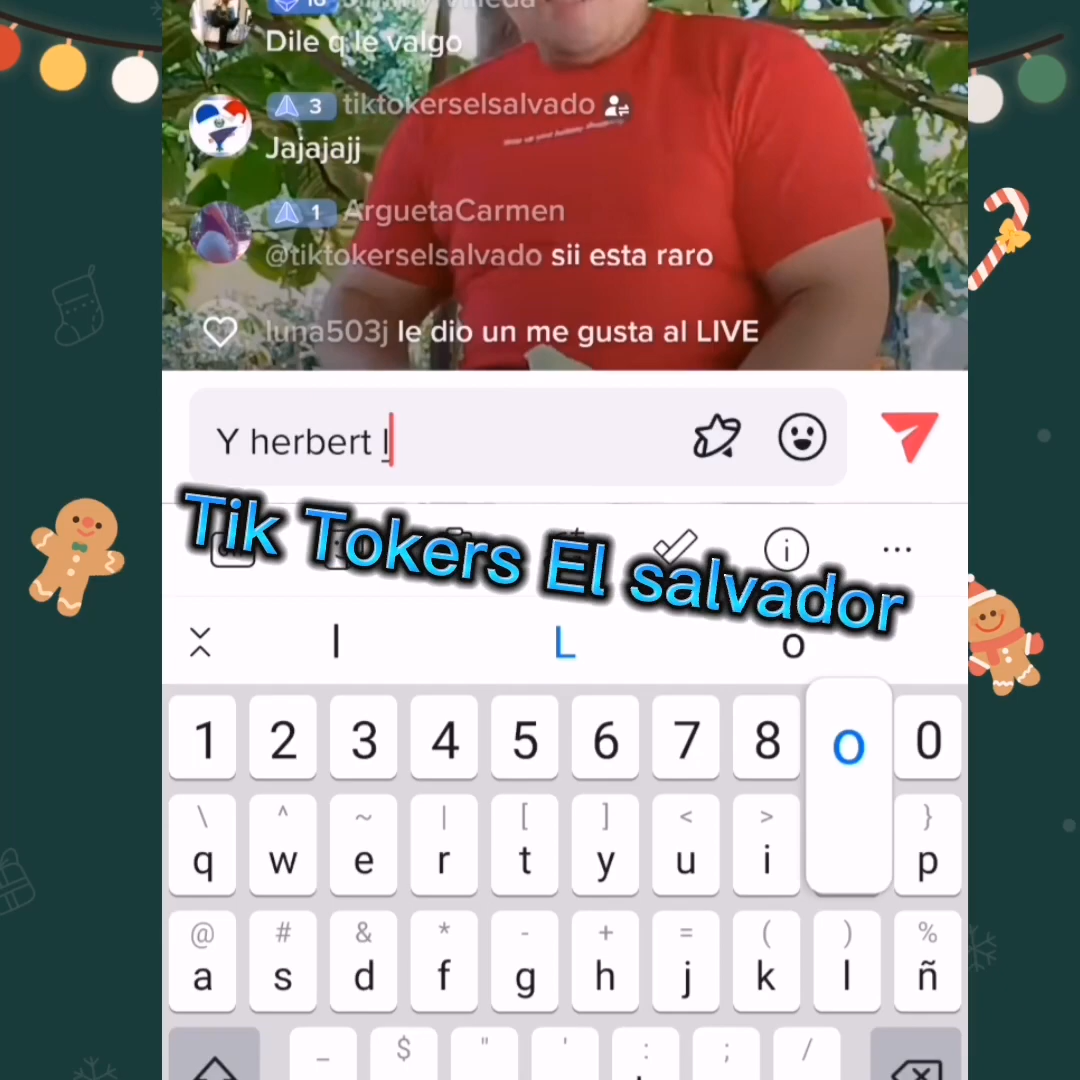 Dile q le valgo
3 tiktokerselsalvado
Jajajajj
1 ArguetaCarmen
@tiktokerselsalvado sii esta raro
luna503j le dio un me gusta al LIVE
Y herbert l
Tik Tokers El salvador
l L o
1 2 3 4 5 6 7 8 o 0
\ ^ ~ | [ ] < > }
q w e r t y u i p
@ # & * - + = ( ) %
a s d f g h j k l ñ
_ $ " ' : ; /